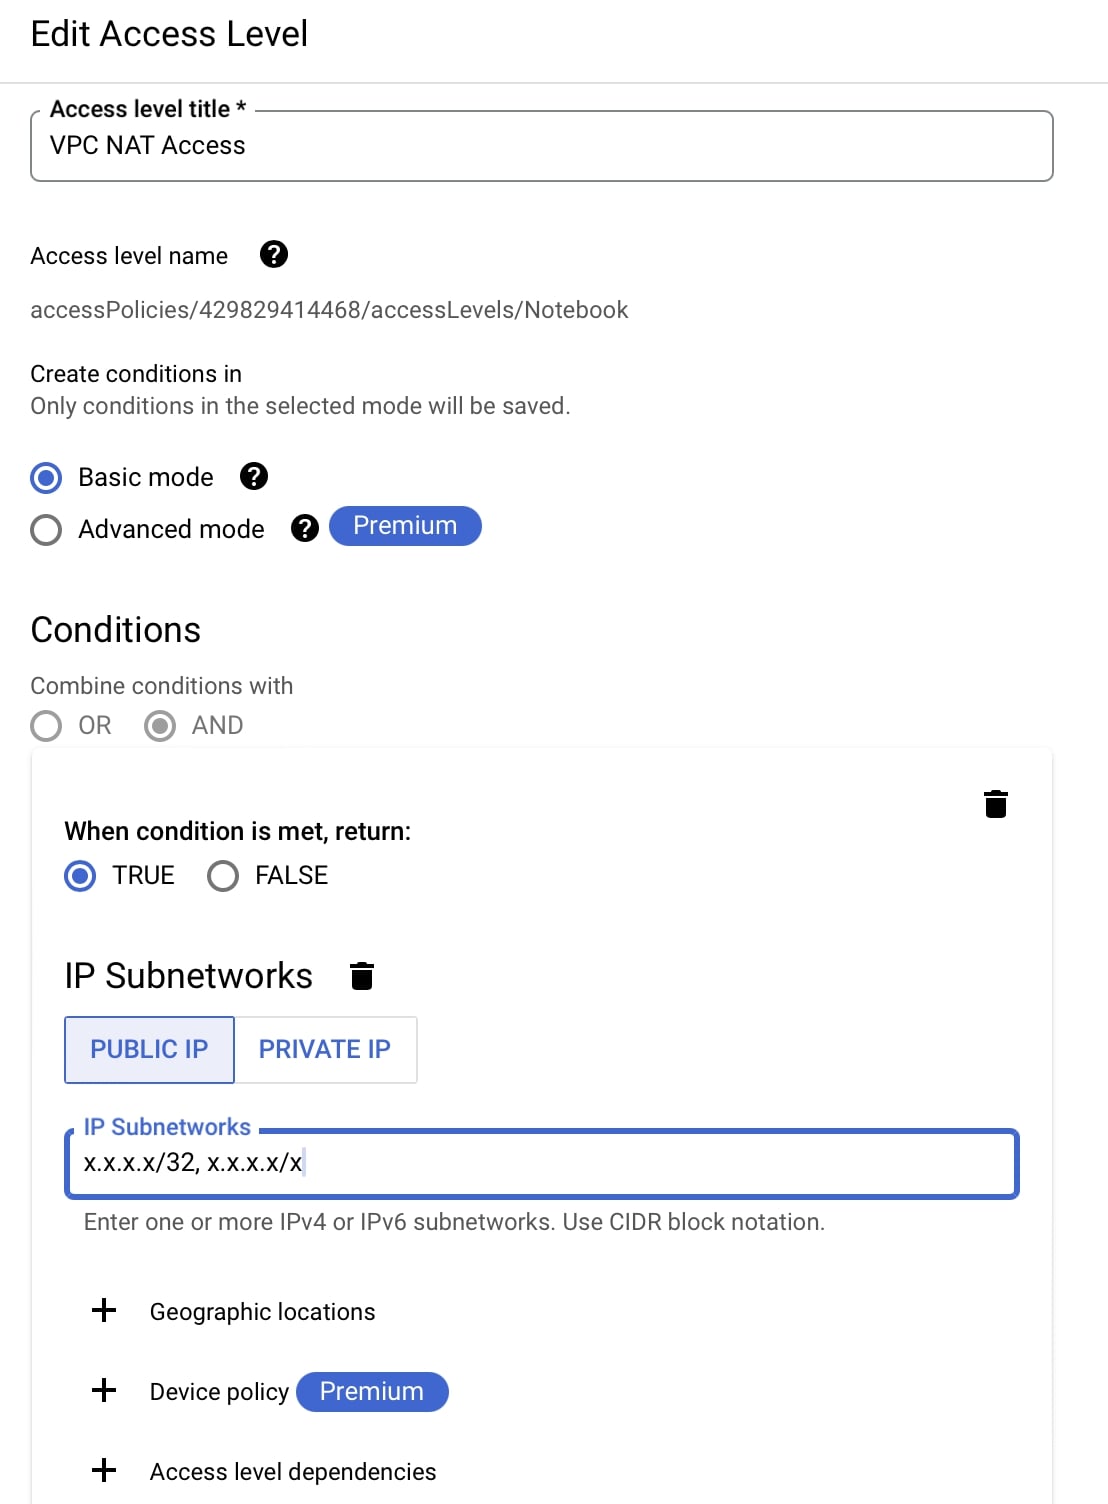 Edit Access Level
Access level title *
VPC NAT Access
Access level name ?
accessPolicies/429829414468/accessLevels/Notebook
Create conditions in
Only conditions in the selected mode will be saved.
Basic mode ?
Advanced mode ? Premium
Conditions
Combine conditions with
OR AND
When condition is met, return:
TRUE FALSE
IP Subnetworks
PUBLIC IP PRIVATE IP
IP Subnetworks
x.x.x.x/32, x.x.x.x/x
Enter one or more IPv4 or IPv6 subnetworks. Use CIDR block notation.
+ Geographic locations
+ Device policy Premium
+ Access level dependencies